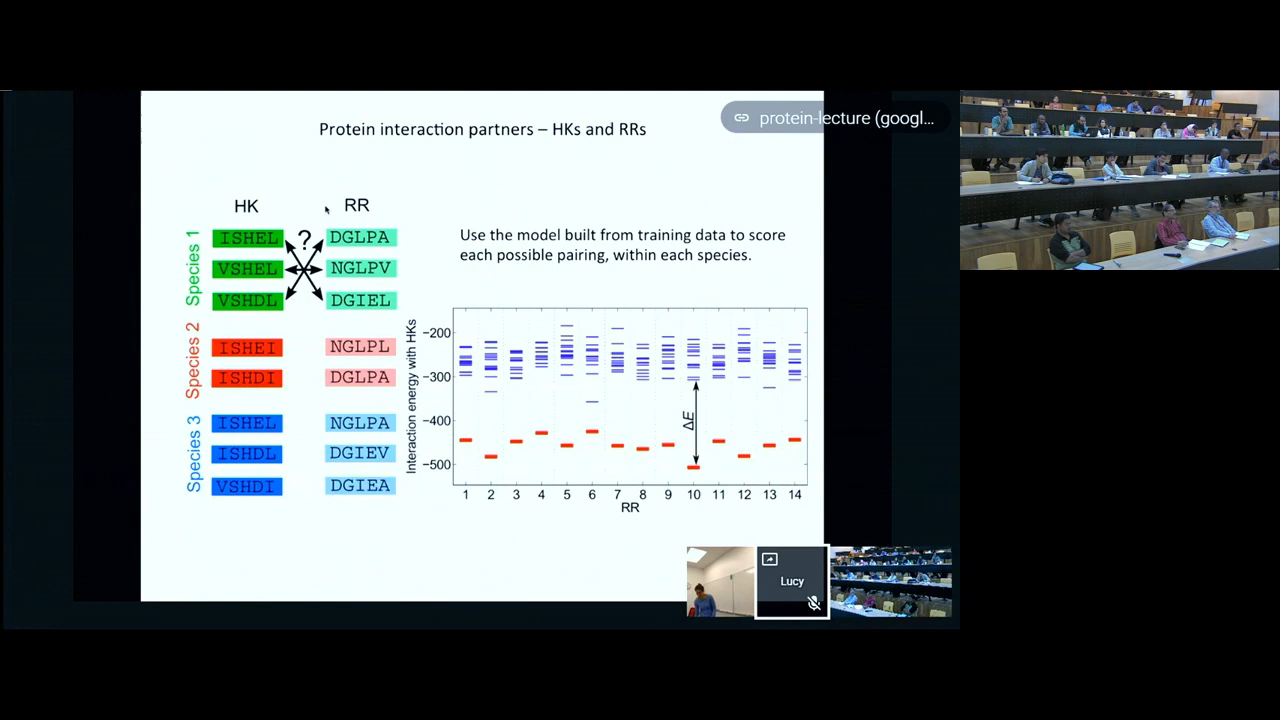 protein-lecture (googl...
Protein interaction partners – HKs and RRs
HK
RR
?
Species 1
ISHEL
DGLPA
VSHEL
NGLPV
VSHDL
DGIEL
Species 2
ISHEI
NGLPL
ISHDI
DGLPA
Species 3
ISHEL
NGLPA
ISHDL
DGIEV
VSHDI
DGIEA
Use the model built from training data to score
each possible pairing, within each species.
Interaction energy with HKs
−200
−300
−400
−500
ΔE
1 2 3 4 5 6 7 8 9 10 11 12 13 14
RR
Lucy